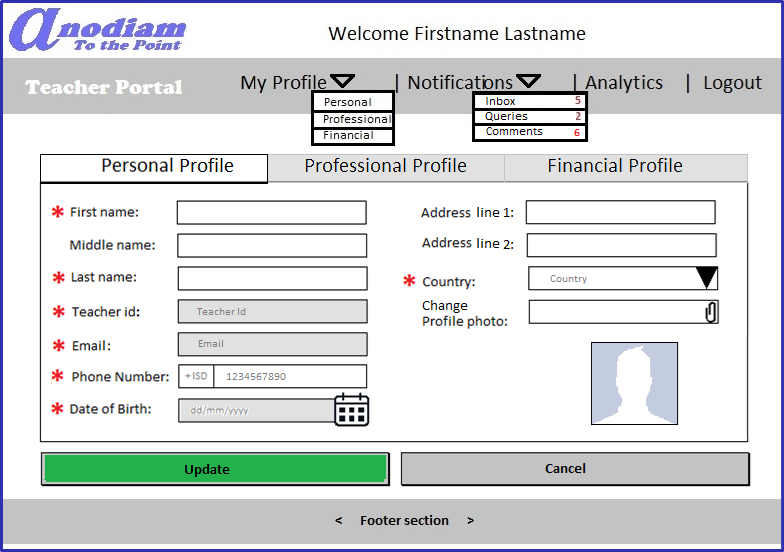 Anodiam
To the Point
Welcome Firstname Lastname
Teacher Portal
My Profile | Notifications | Analytics | Logout
Personal
Professional
Financial
Inbox 5
Queries 2
Comments 6
Personal Profile Professional Profile Financial Profile
* First name:
Middle name:
* Last name:
* Teacher id: Teacher Id
* Email: Email
* Phone Number: +ISD 1234567890
* Date of Birth: dd/mm/yyyy
Address line 1:
Address line 2:
* Country: Country
Change
Profile photo:
Update Cancel
< Footer section >